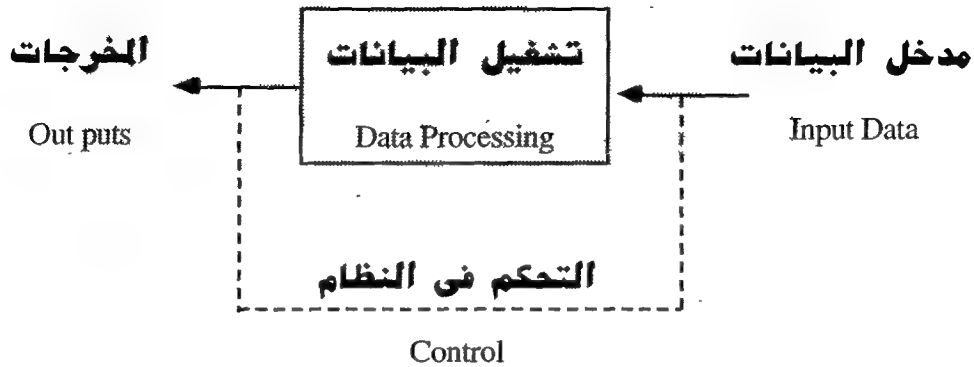 مدخل البيانات
Input Data
تشغيل البيانات
Data Processing
المخرجات
Out puts
التحكم فى النظام
Control